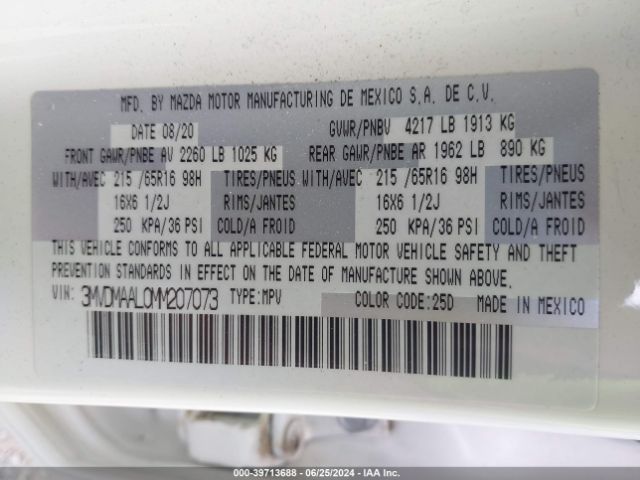 MFD. BY MAZDA MOTOR MANUFACTURING DE MEXICO S.A. DE C.V.
DATE 08/20 GVWR/PNBV 4217 LB 1913 KG
FRONT GAWR/PNBE AV 2260 LB 1025 KG REAR GAWR/PNBE AR 1962 LB 890 KG
WITH/AVEC 215 /65R16 98H TIRES/PNEUS WITH/AVEC 215 /65R16 98H TIRES/PNEUS
16X6 1/2J RIMS/JANTES 16X6 1/2J RIMS/JANTES
250 KPA/36 PSI COLD/A FROID 250 KPA/36 PSI COLD/A FROID
THIS VEHICLE CONFORMS TO ALL APPLICABLE FEDERAL MOTOR VEHICLE SAFETY AND THEFT
PREVENTION STANDARDS IN EFFECT ON THE DATE OF MANUFACTURE SHOWN ABOVE.
VIN: 3MVDMAAL0MM207073 TYPE:MPV COLOR CODE:25D MADE IN MEXICO
000-39713688 - 06/25/2024 - IAA Inc.